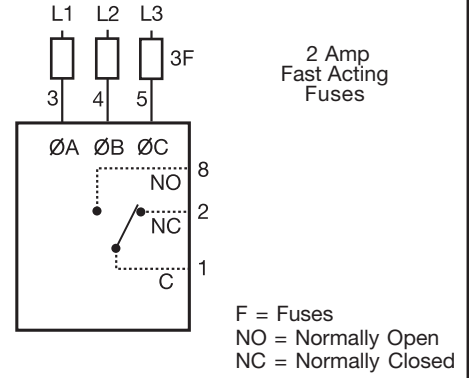 L1 L2 L3
3F
2 Amp
Fast Acting
Fuses
3 4 5
ØA ØB ØC
8
NO
2
NC
1
C
F = Fuses
NO = Normally Open
NC = Normally Closed